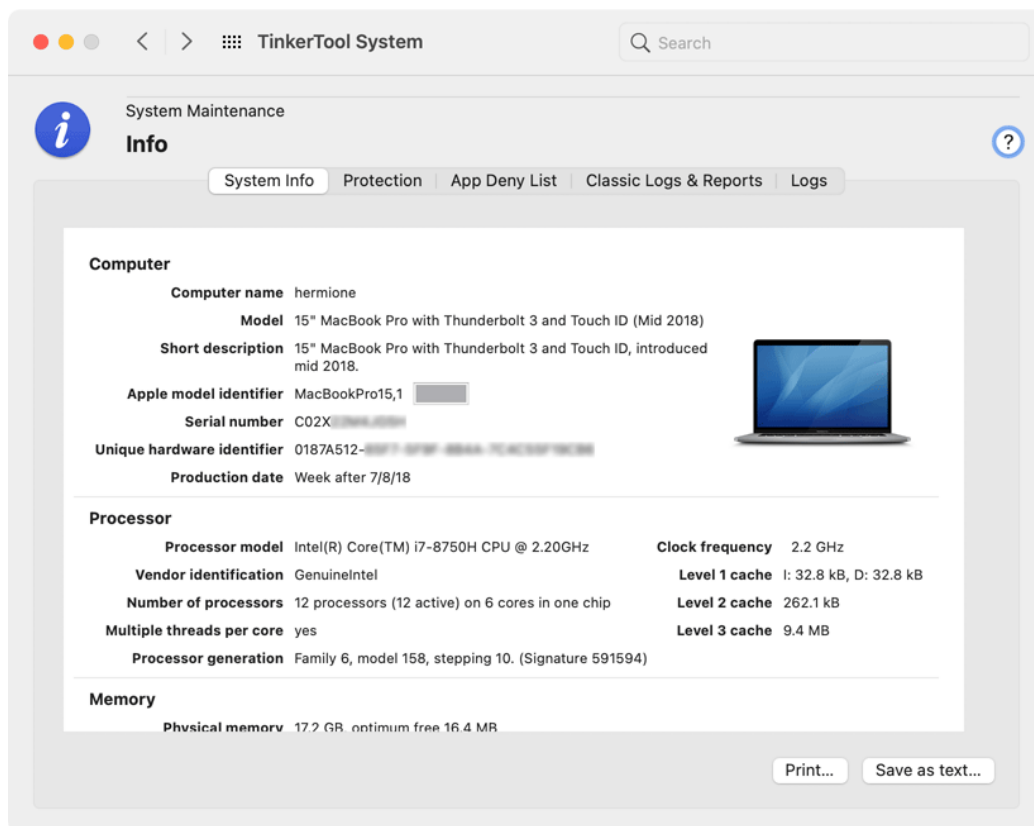 TinkerTool System
Search
System Maintenance
Info
?
System Info Protection App Deny List Classic Logs & Reports Logs
Computer
Computer name hermione
Model 15" MacBook Pro with Thunderbolt 3 and Touch ID (Mid 2018)
Short description 15" MacBook Pro with Thunderbolt 3 and Touch ID, introduced
mid 2018.
Apple model identifier MacBookPro15,1
Serial number C02X
Unique hardware identifier 0187A512-
Production date Week after 7/8/18
Processor
Processor model Intel(R) Core(TM) i7-8750H CPU @ 2.20GHz Clock frequency 2.2 GHz
Vendor identification GenuineIntel Level 1 cache I: 32.8 kB, D: 32.8 kB
Number of processors 12 processors (12 active) on 6 cores in one chip Level 2 cache 262.1 kB
Multiple threads per core yes Level 3 cache 9.4 MB
Processor generation Family 6, model 158, stepping 10. (Signature 591594)
Memory
Physical memory 17.2 GB, optimum free 16.4 MB
Print... Save as text...